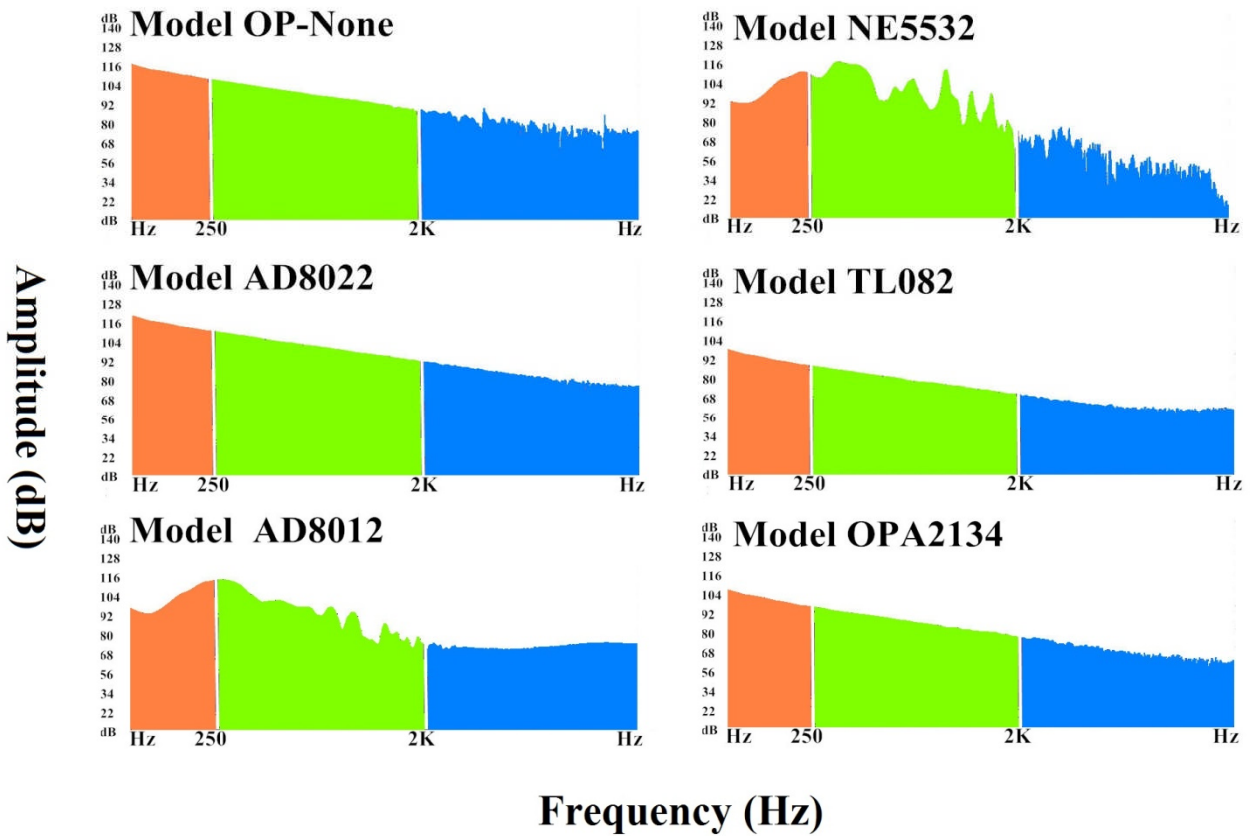 Amplitude (dB)
Model OP-None
dB
140
128
116
104
92
80
68
56
34
22
dB
Hz 250 2K Hz
Model NE5532
dB
140
128
116
104
92
80
68
56
34
22
dB
Hz 250 2K Hz
Model AD8022
dB
140
128
116
104
92
80
68
56
34
22
dB
Hz 250 2K Hz
Model TL082
dB
140
128
116
104
92
80
68
56
34
22
dB
Hz 250 2K Hz
Model AD8012
dB
140
128
116
104
92
80
68
56
34
22
dB
Hz 250 2K Hz
Model OPA2134
dB
140
128
116
104
92
80
68
56
34
22
dB
Hz 250 2K Hz
Frequency (Hz)